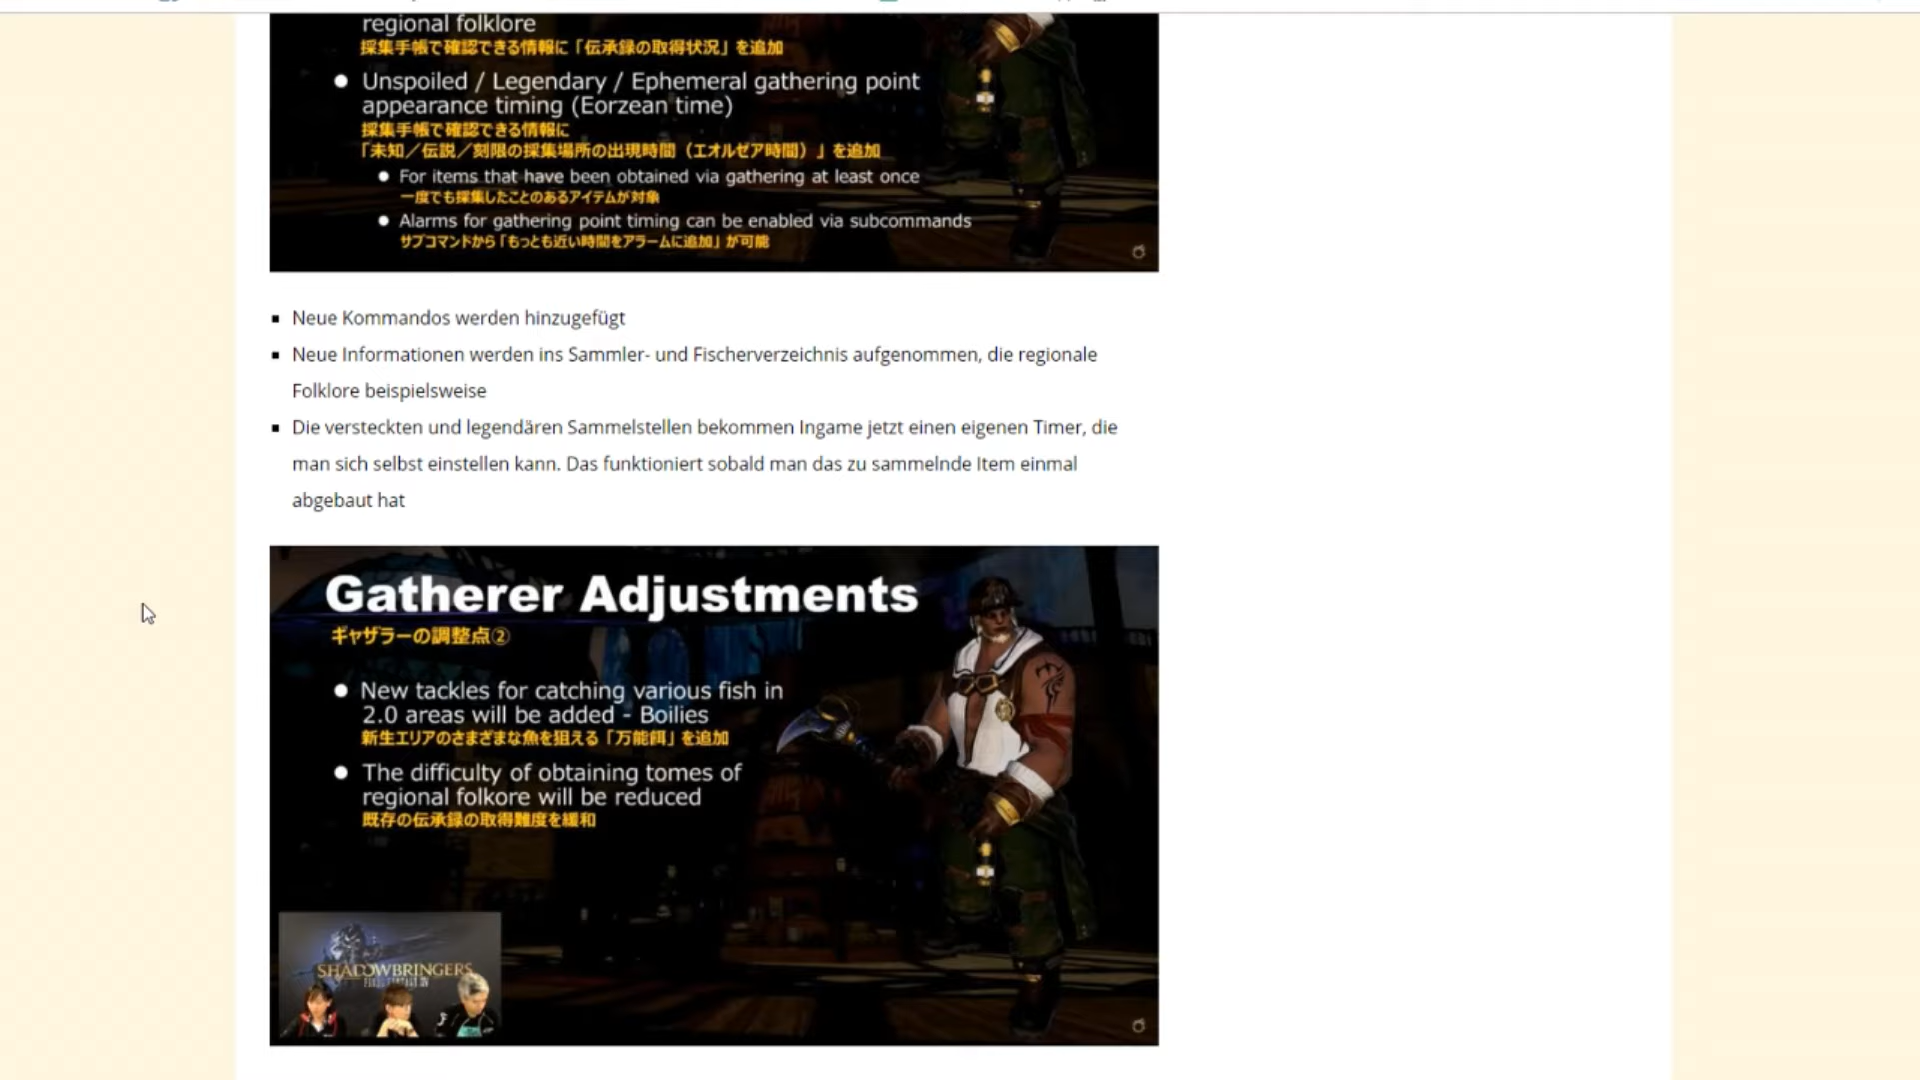 regional folklore
採集手帳で確認できる情報に「伝承録の取得状況」を追加
● Unspoiled / Legendary / Ephemeral gathering point
appearance timing (Eorzean time)
採集手帳で確認できる情報に
「未知／伝説／刻限の採集場所の出現時間（エオルゼア時間）」を追加
● For items that have been obtained via gathering at least once
一度でも採集したことのあるアイテムが対象
● Alarms for gathering point timing can be enabled via subcommands
サブコマンドから「もっとも近い時間をアラームに追加」が可能
▪ Neue Kommandos werden hinzugefügt
▪ Neue Informationen werden ins Sammler- und Fischerverzeichnis aufgenommen, die regionale
Folklore beispielsweise
▪ Die versteckten und legendären Sammelstellen bekommen Ingame jetzt einen eigenen Timer, die
man sich selbst einstellen kann. Das funktioniert sobald man das zu sammelnde Item einmal
abgebaut hat
Gatherer Adjustments
ギャザラーの調整点②
● New tackles for catching various fish in
2.0 areas will be added - Boilies
新生エリアのさまざまな魚を狙える「万能餌」を追加
● The difficulty of obtaining tomes of
regional folkore will be reduced
既存の伝承録の取得難度を緩和
SHADOWBRINGERS
FINAL FANTASY XIV